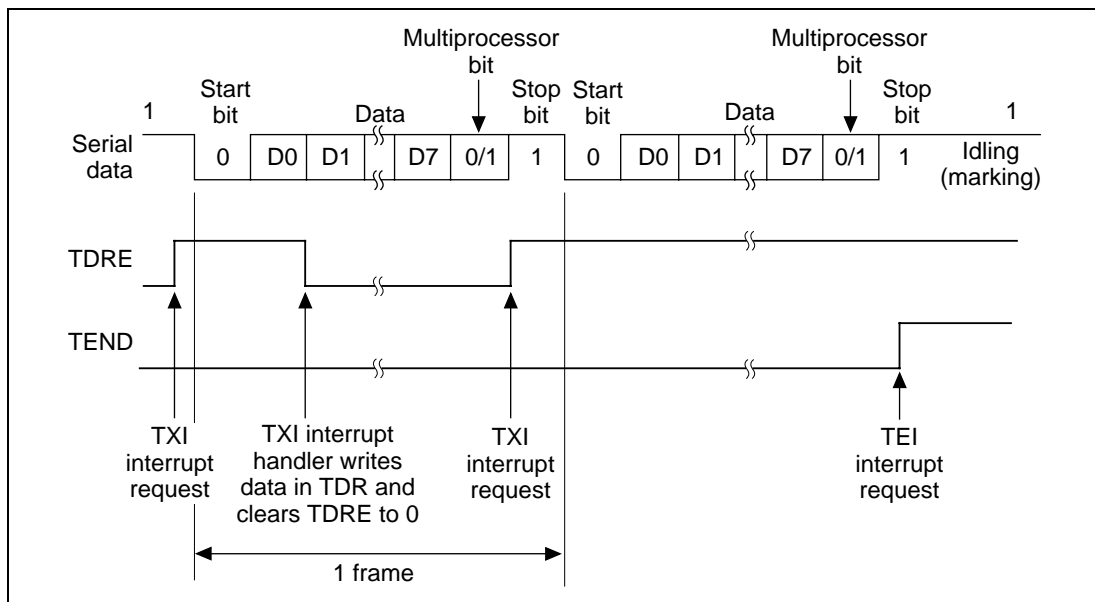 Multiprocessor
bit
Multiprocessor
bit
1
Start
bit
Data
Stop
bit
Start
bit
Data
Stop
bit
1
Serial
data
0 D0 D1 D7 0/1 1 0 D0 D1 D7 0/1 1
Idling
(marking)
TDRE
TEND
TXI
interrupt
request
TXI interrupt
handler writes
data in TDR and
clears TDRE to 0
TXI
interrupt
request
TEI
interrupt
request
1 frame